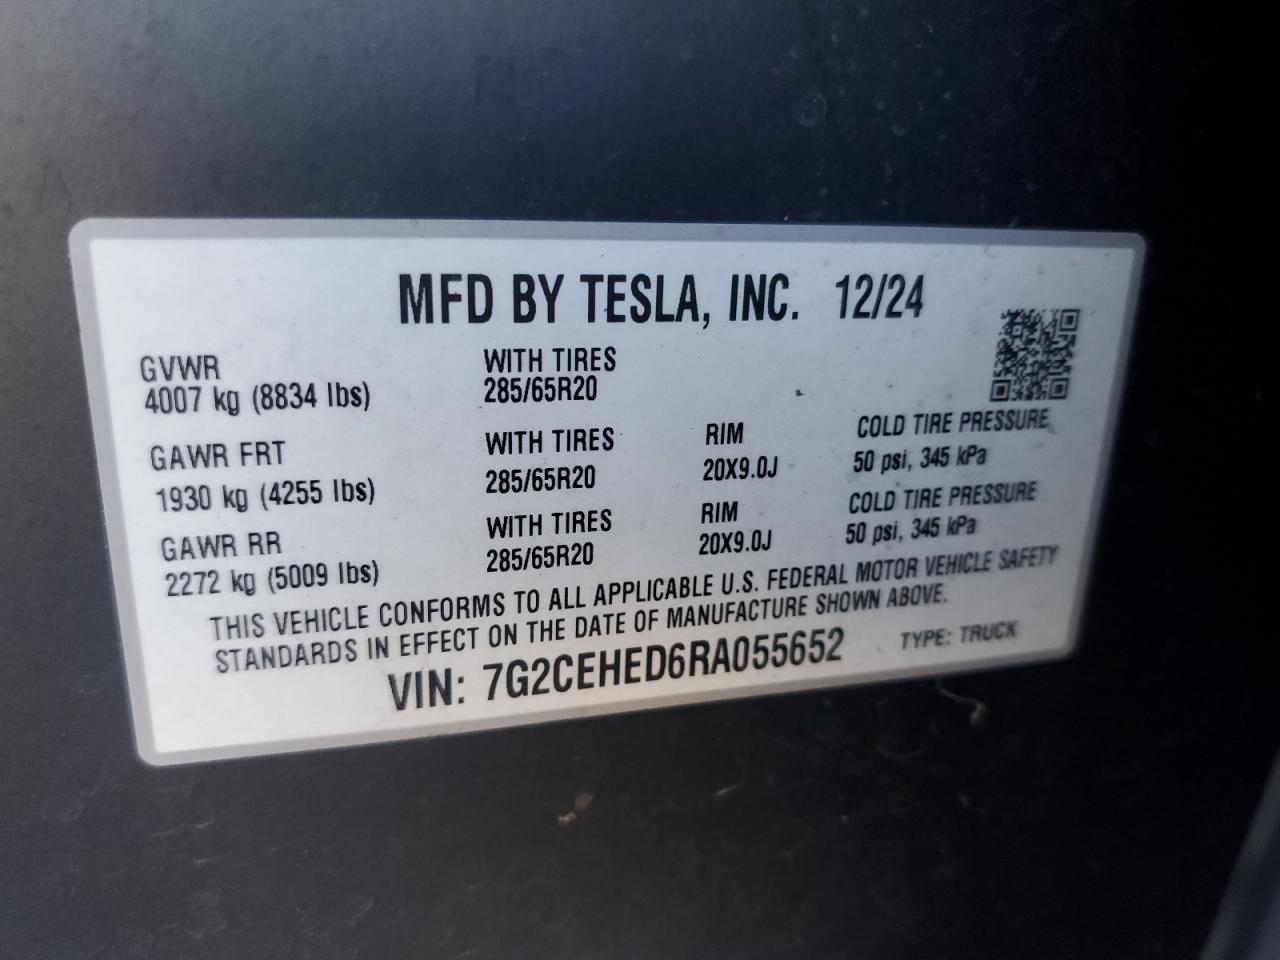 MFD BY TESLA, INC. 12/24
GVWR
4007 kg (8834 lbs)
WITH TIRES
285/65R20
GAWR FRT
1930 kg (4255 lbs)
WITH TIRES
285/65R20
RIM
20X9.0J
COLD TIRE PRESSURE
50 psi, 345 kPa
GAWR RR
2272 kg (5009 lbs)
WITH TIRES
285/65R20
RIM
20X9.0J
COLD TIRE PRESSURE
50 psi, 345 kPa
THIS VEHICLE CONFORMS TO ALL APPLICABLE U.S. FEDERAL MOTOR VEHICLE SAFETY
STANDARDS IN EFFECT ON THE DATE OF MANUFACTURE SHOWN ABOVE.
VIN: 7G2CEHED6RA055652 TYPE: TRUCK